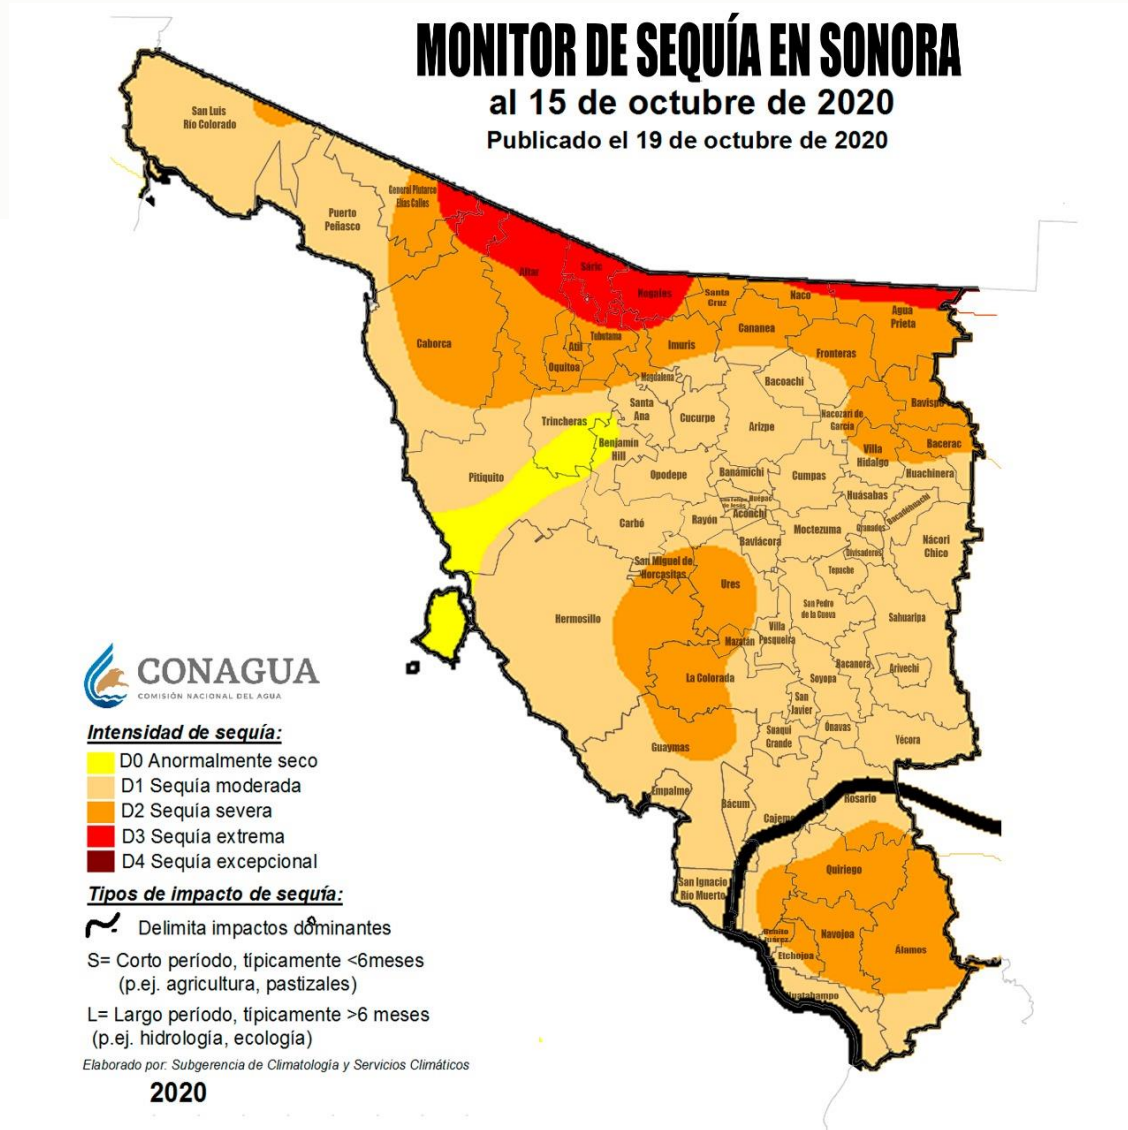 MONITOR DE SEQUÍA EN SONORA
al 15 de octubre de 2020
Publicado el 19 de octubre de 2020
San Luis
Río Colorado
General Plutarco
Elías Calles
Puerto
Peñasco
Altar
Sáric
Nogales
Santa
Cruz
Naco
Agua
Prieta
Cananea
Caborca
Tubutama
Atil
Imuris
Fronteras
Oquitoa
Magdalena
Bacoachi
Santa
Ana
Cucurpe
Arizpe
Nacozari de
García
Bavispe
Trincheras
Benjamín
Hill
Villa
Hidalgo
Bacerac
Pitiquito
Opodepe
Banámichi
Cumpas
Huachinera
Huásabas
Bacadéhuachi
Huépac
Aconchi
Carbó
Rayón
Moctezuma
Granados
Baviácora
Divisaderos
Nácori
Chico
San Miguel de
Horcasitas
Ures
Tepache
Hermosillo
San Pedro
de la Cueva
Sahuaripa
Villa
Pesqueira
Mazatán
Bacanora
Arivechi
La Colorada
Soyopa
San
Javier
Suaqui
Grande
Ónavas
Yécora
Guaymas
Empalme
Bácum
Cajeme
Rosario
San Ignacio
Río Muerto
Quiriego
Benito
Juárez
Navojoa
Álamos
Etchojoa
Huatabampo
CONAGUA
COMISIÓN NACIONAL DEL AGUA
Intensidad de sequía:
D0 Anormalmente seco
D1 Sequía moderada
D2 Sequía severa
D3 Sequía extrema
D4 Sequía excepcional
Tipos de impacto de sequía:
Delimita impactos dominantes
S= Corto período, típicamente <6meses
(p.ej. agricultura, pastizales)
L= Largo período, típicamente >6 meses
(p.ej. hidrología, ecología)
Elaborado por: Subgerencia de Climatología y Servicios Climáticos
2020